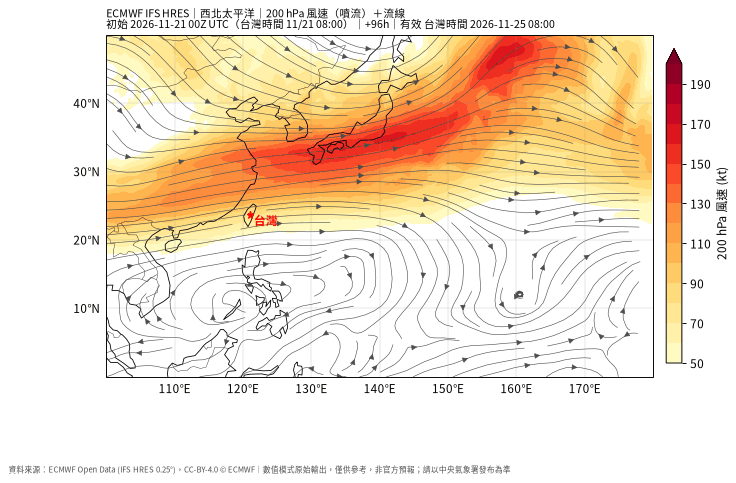 ECMWF IFS HRES｜西北太平洋｜200 hPa 風速（噴流）＋流線
初始 2026-11-21 00Z UTC（台灣時間 11/21 08:00）｜+96h｜有效 台灣時間 2026-11-25 08:00
40°N
30°N
20°N
10°N
台灣
110°E 120°E 130°E 140°E 150°E 160°E 170°E
190
170
150
130
110
90
70
50
200 hPa 風速 (kt)
資料來源：ECMWF Open Data (IFS HRES 0.25°)，CC-BY-4.0 © ECMWF｜數值模式原始輸出，僅供參考，非官方預報；請以中央氣象署發布為準